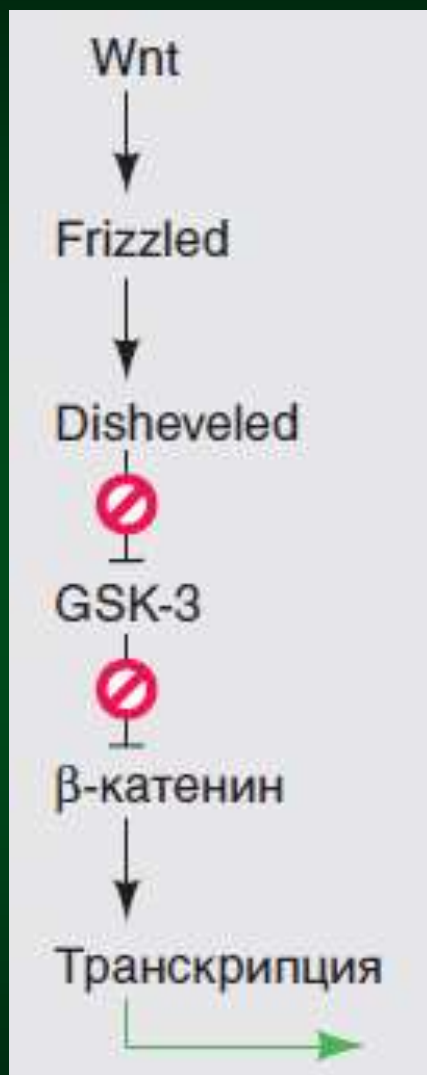 Wnt
Frizzled
Disheveled
GSK-3
β-катенин
Транскрипция